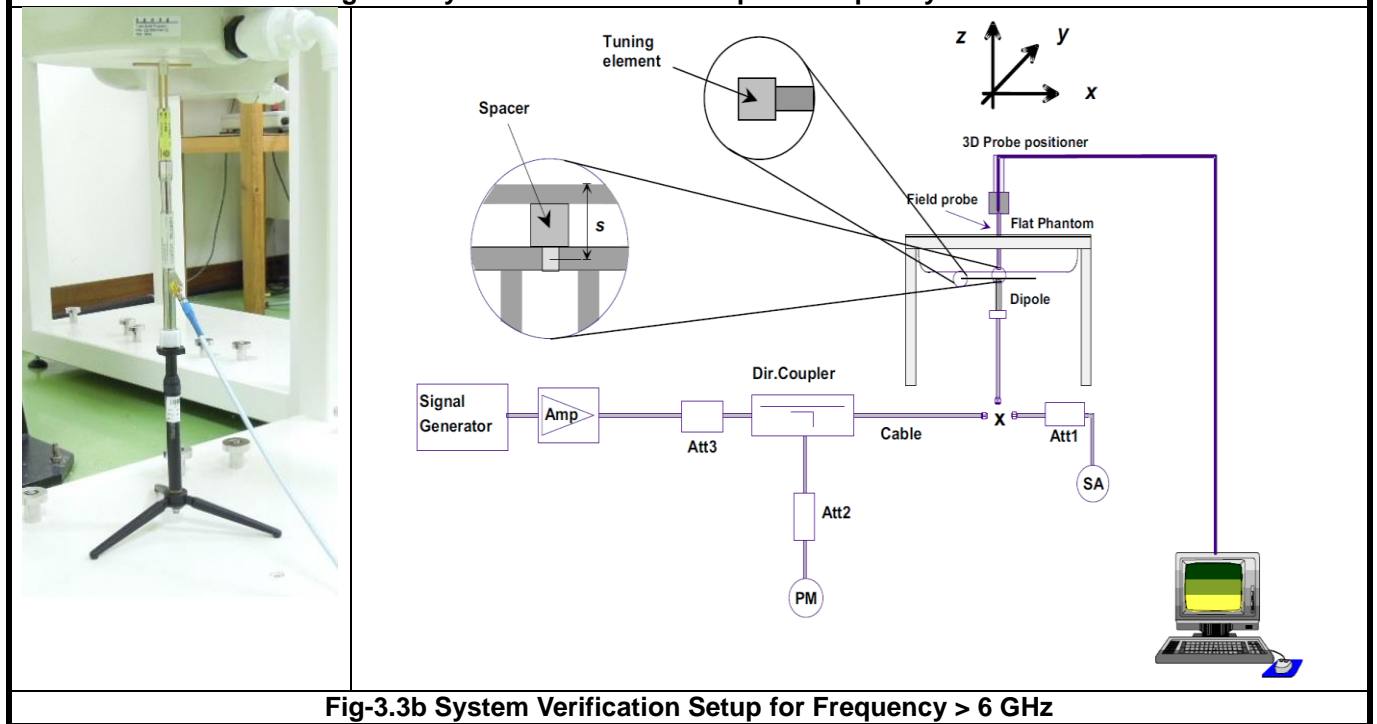 Tuning
element
Spacer
s
z
y
x
3D Probe positioner
Field probe
Flat Phantom
Dipole
Signal
Generator
Amp
Att3
Dir.Coupler
Cable
X
Att1
SA
Att2
PM
Fig-3.3b System Verification Setup for Frequency > 6 GHz